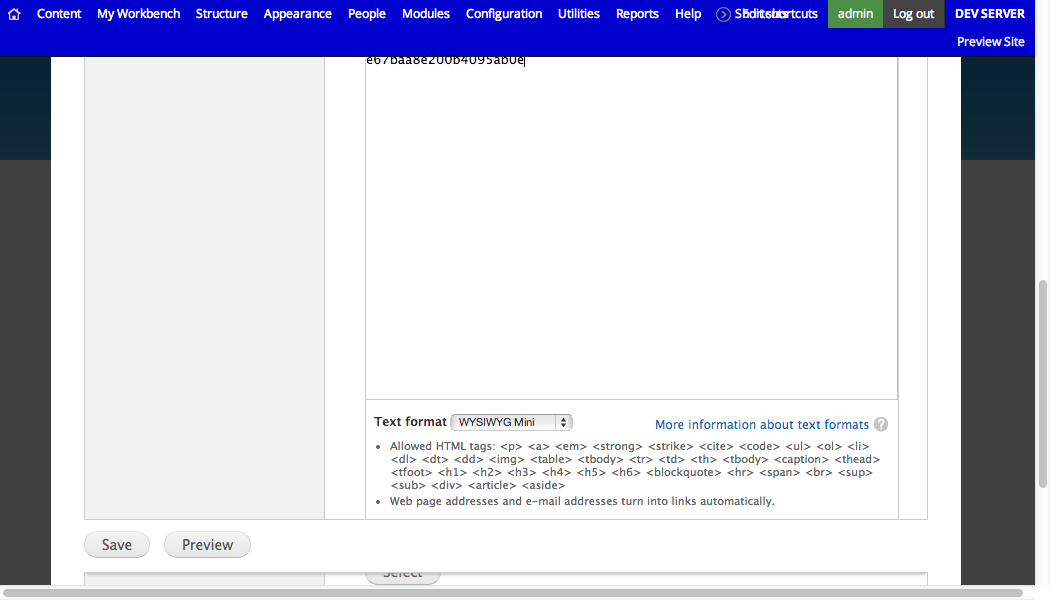 Content My Workbench Structure Appearance People Modules Configuration Utilities Reports Help Edit shortcuts admin Log out DEV SERVER
Preview Site
e67baa8e200b4095ab0e
Text format WYSIWYG Mini More information about text formats ?
• Allowed HTML tags: <p> <a> <em> <strong> <strike> <cite> <code> <ul> <ol> <li>
<dl> <dt> <dd> <img> <table> <tbody> <tr> <td> <th> <tbody> <caption> <thead>
<tfoot> <h1> <h2> <h3> <h4> <h5> <h6> <blockquote> <hr> <span> <br> <sup>
<sub> <div> <article> <aside>
• Web page addresses and e-mail addresses turn into links automatically.
Save Preview
Select